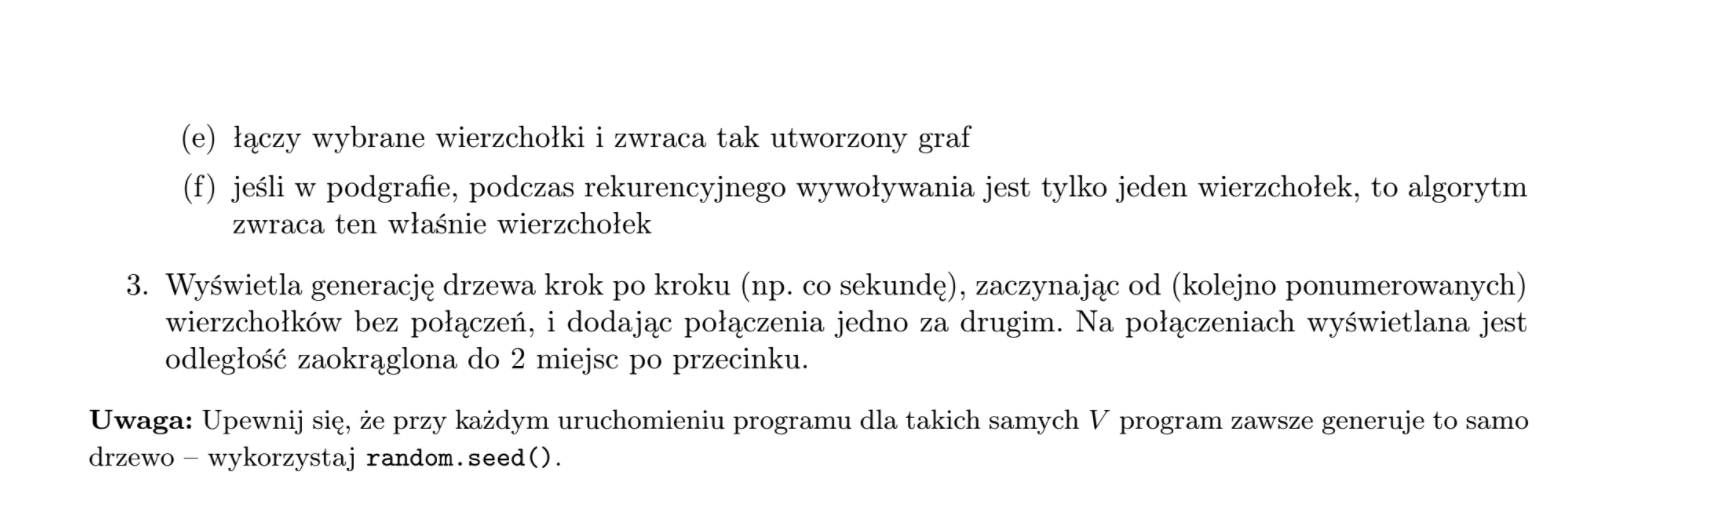 (e) łączy wybrane wierzchołki i zwraca tak utworzony graf
(f) jeśli w podgrafie, podczas rekurencyjnego wywoływania jest tylko jeden wierzchołek, to algorytm
zwraca ten właśnie wierzchołek
3. Wyświetla generację drzewa krok po kroku (np. co sekundę), zaczynając od (kolejno ponumerowanych)
wierzchołków bez połączeń, i dodając połączenia jedno za drugim. Na połączeniach wyświetlana jest
odległość zaokrąglona do 2 miejsc po przecinku.
Uwaga: Upewnij się, że przy każdym uruchomieniu programu dla takich samych V program zawsze generuje to samo
drzewo – wykorzystaj random.seed().